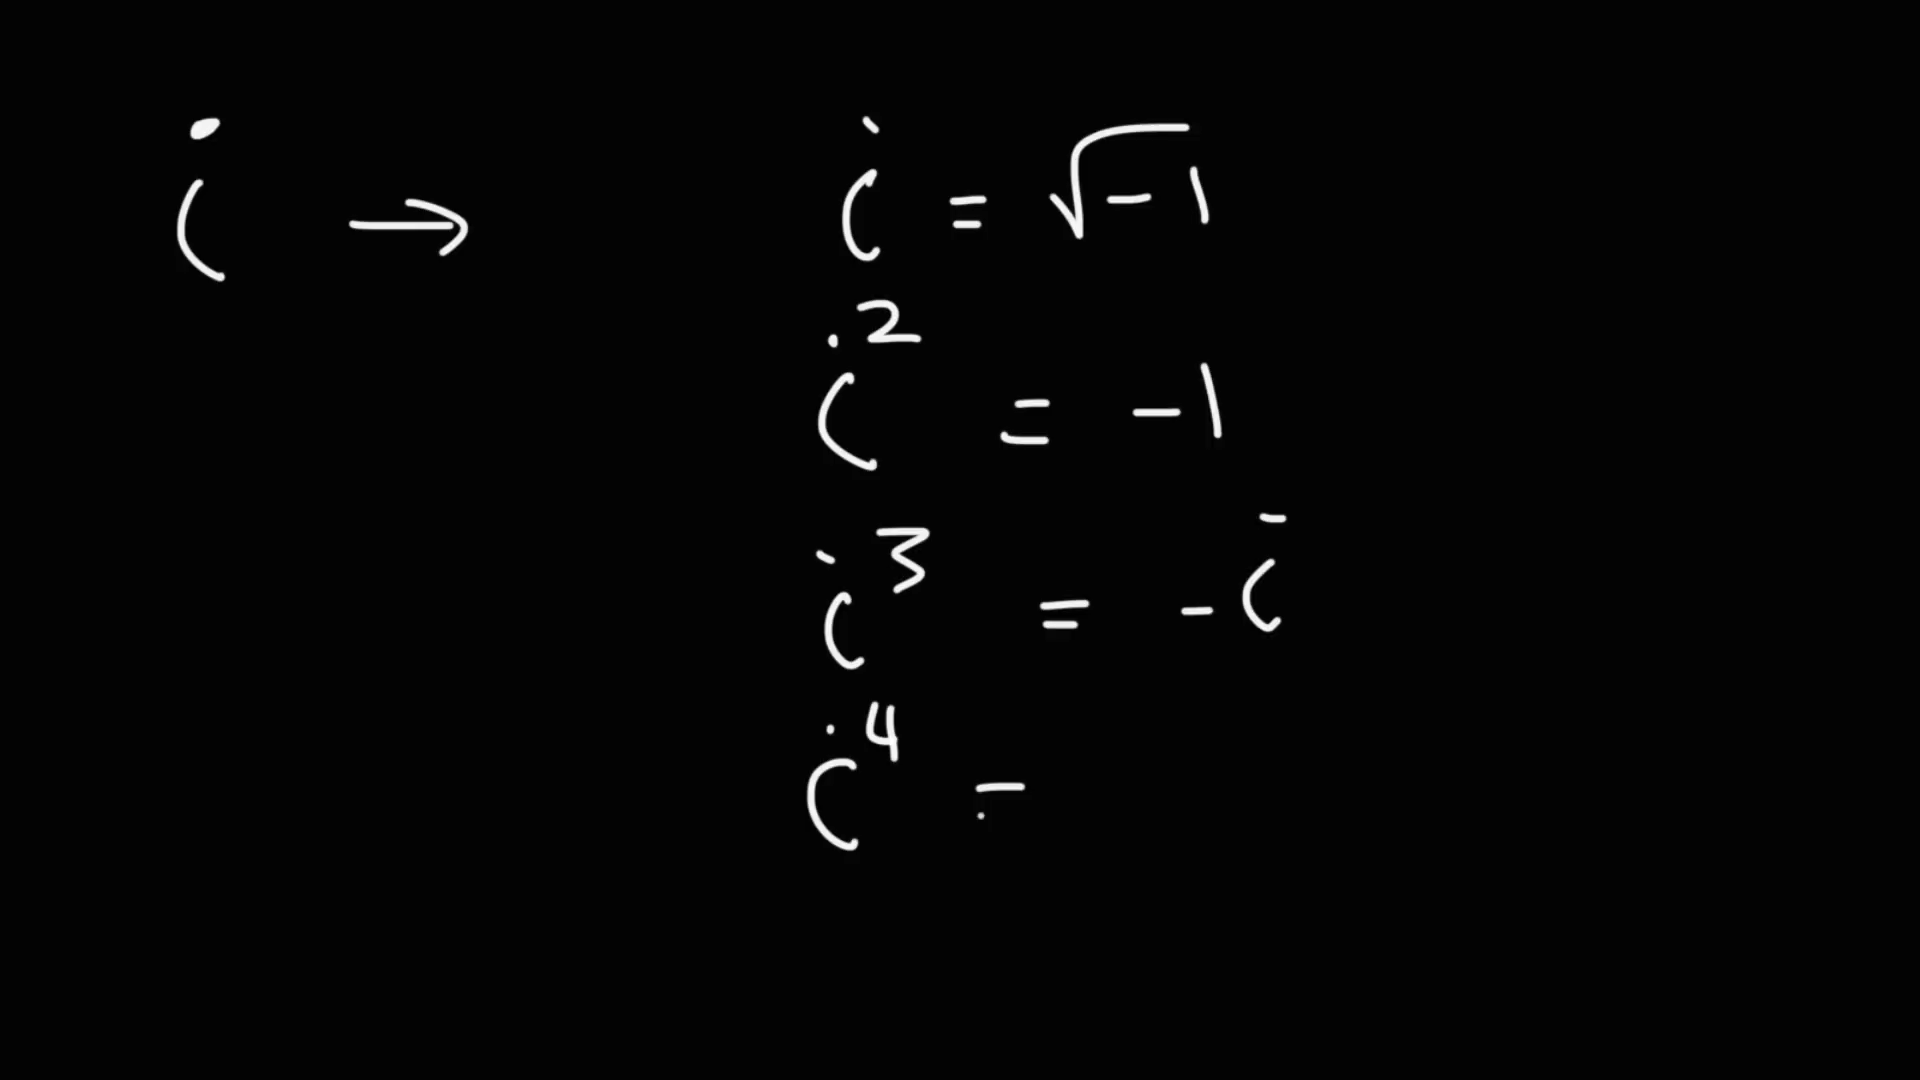 i → i = √-1
i² = -1
i³ = -i
i⁴ =